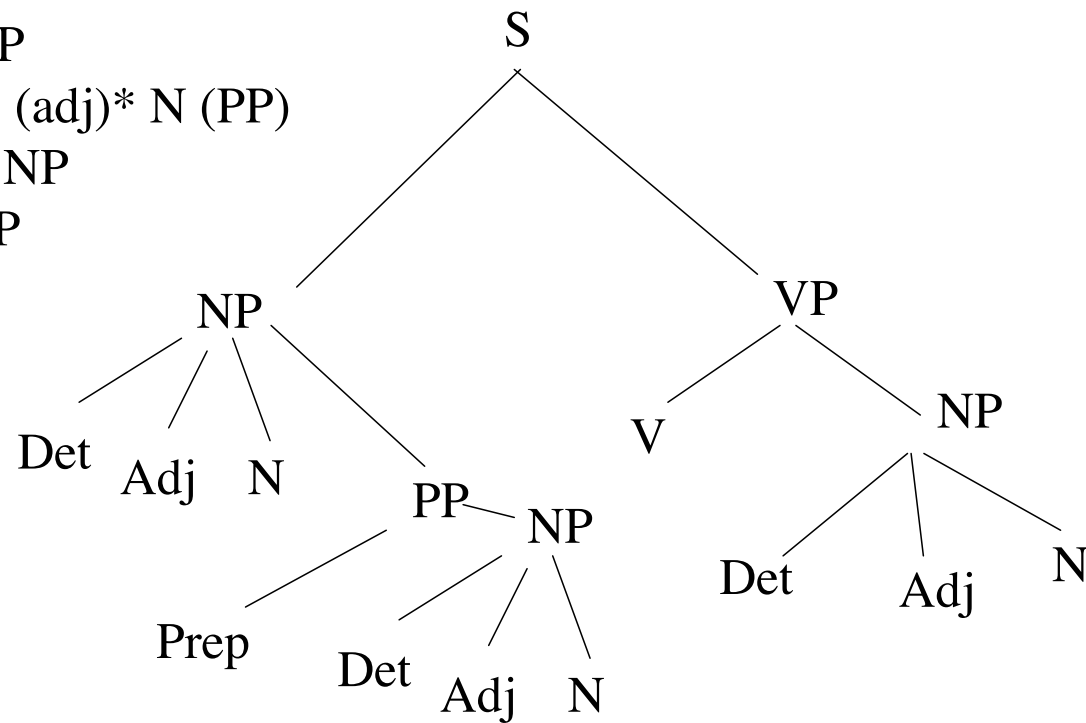 S
P
(adj)* N (PP)
NP
P
NP VP
Det Adj N V NP
PP NP
Det Adj N
Prep Det Adj N